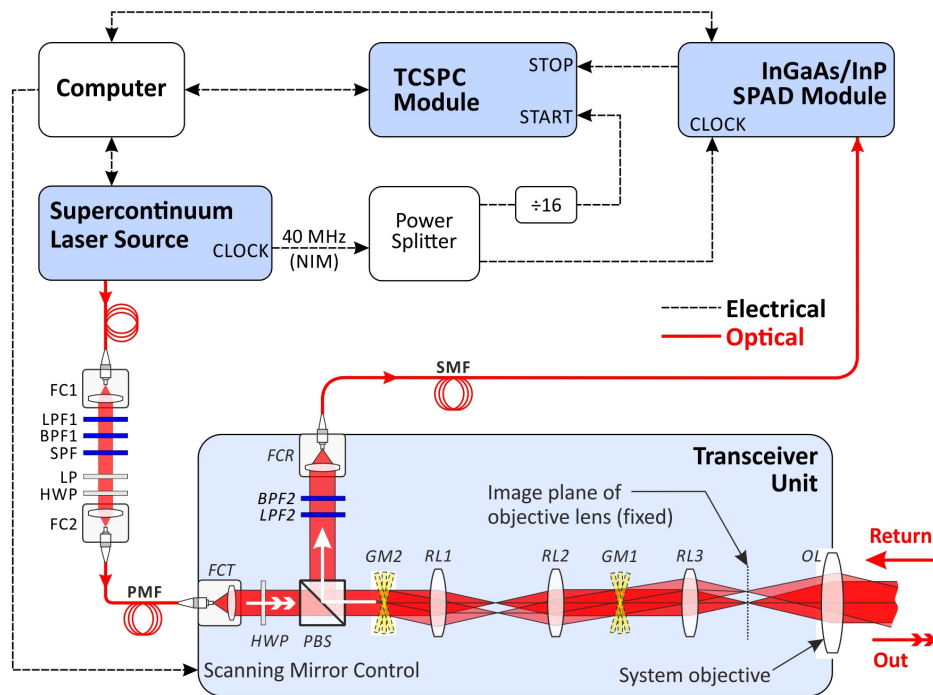 Computer
TCSPC
Module
STOP
START
InGaAs/InP
SPAD Module
CLOCK
Supercontinuum
Laser Source
CLOCK
40 MHz
(NIM)
Power
Splitter
÷16
Electrical
Optical
SMF
FC1
LPF1
BPF1
SPF
LP
HWP
FC2
PMF
FCR
BPF2
LPF2
Transceiver
Unit
Image plane of
objective lens (fixed)
Return
FCT
HWP
PBS
GM2
RL1
RL2
GM1
RL3
OL
Out
Scanning Mirror Control
System objective